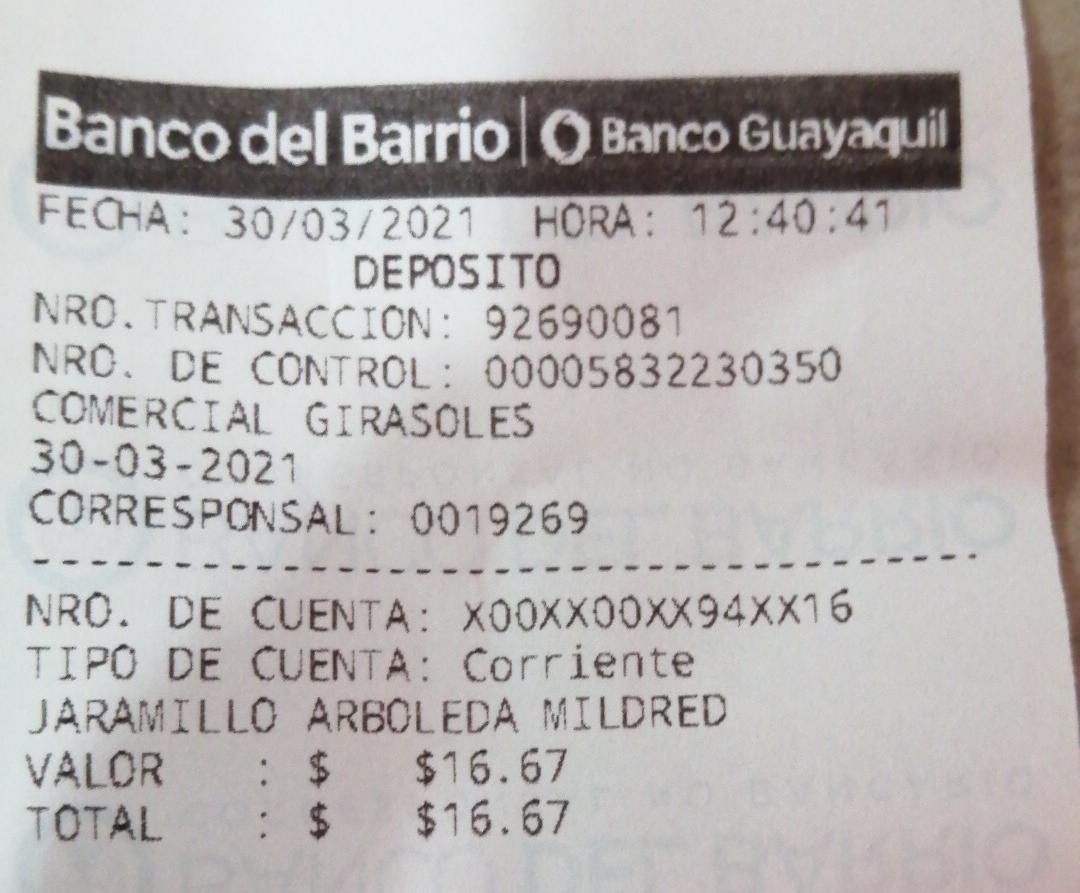 Banco del Barrio | Banco Guayaquil
FECHA: 30/03/2021 HORA: 12:40:41
DEPOSITO
NRO.TRANSACCION: 92690081
NRO. DE CONTROL: 00005832230350
COMERCIAL GIRASOLES
30-03-2021
CORRESPONSAL: 0019269
------------------------------------
NRO. DE CUENTA: X00XX00XX94XX16
TIPO DE CUENTA: Corriente
JARAMILLO ARBOLEDA MILDRED
VALOR : $ $16.67
TOTAL : $ $16.67